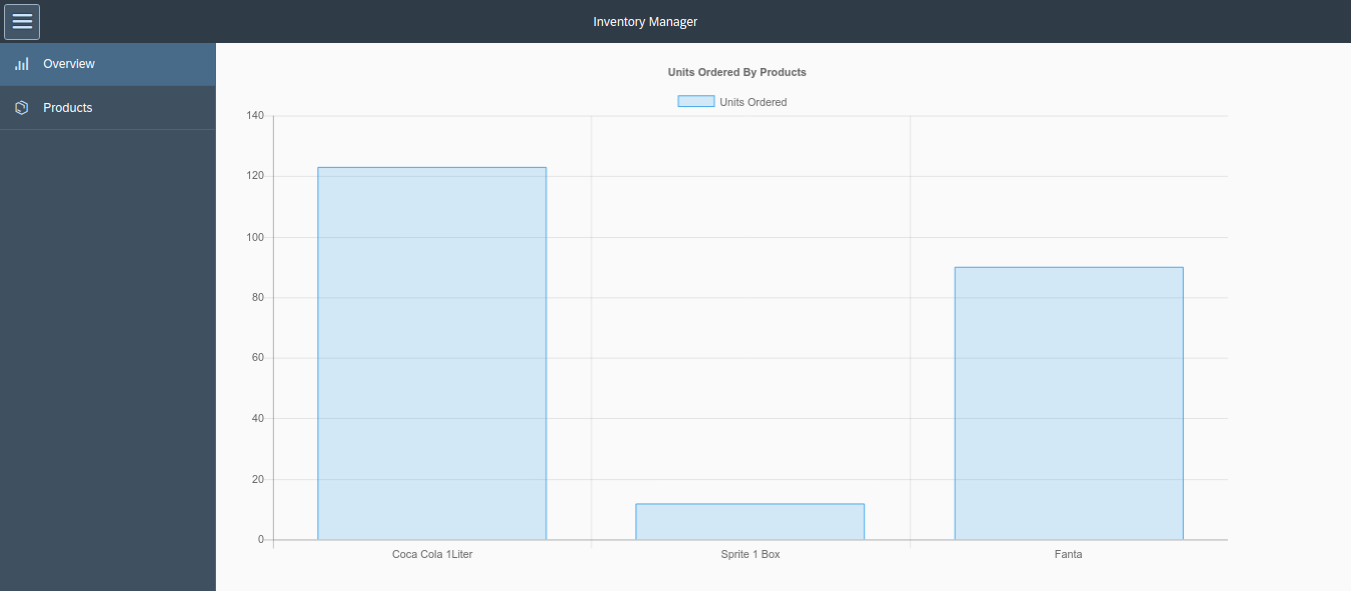 Inventory Manager
Overview
Products
Units Ordered By Products
Units Ordered
140
120
100
80
60
40
20
0
Coca Cola 1Liter
Sprite 1 Box
Fanta